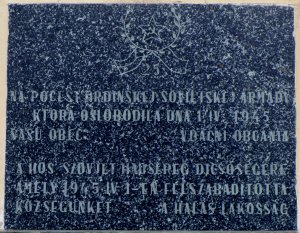 NA POČESŤ HRDINSKEJ SOVIETSKEJ ARMÁDY
KTORÁ OSLOBODILA DŇA 1.IV. 1945
VAŠU OBEC VĎAČNÍ OBČANIA
A HŐS SZOVJET HADSEREG DICSŐSÉGÉRE
AMELY 1945 IV 1-ÉN FELSZABADÍTOTTA
KÖZSÉGÜNKET A HÁLÁS LAKOSSÁG